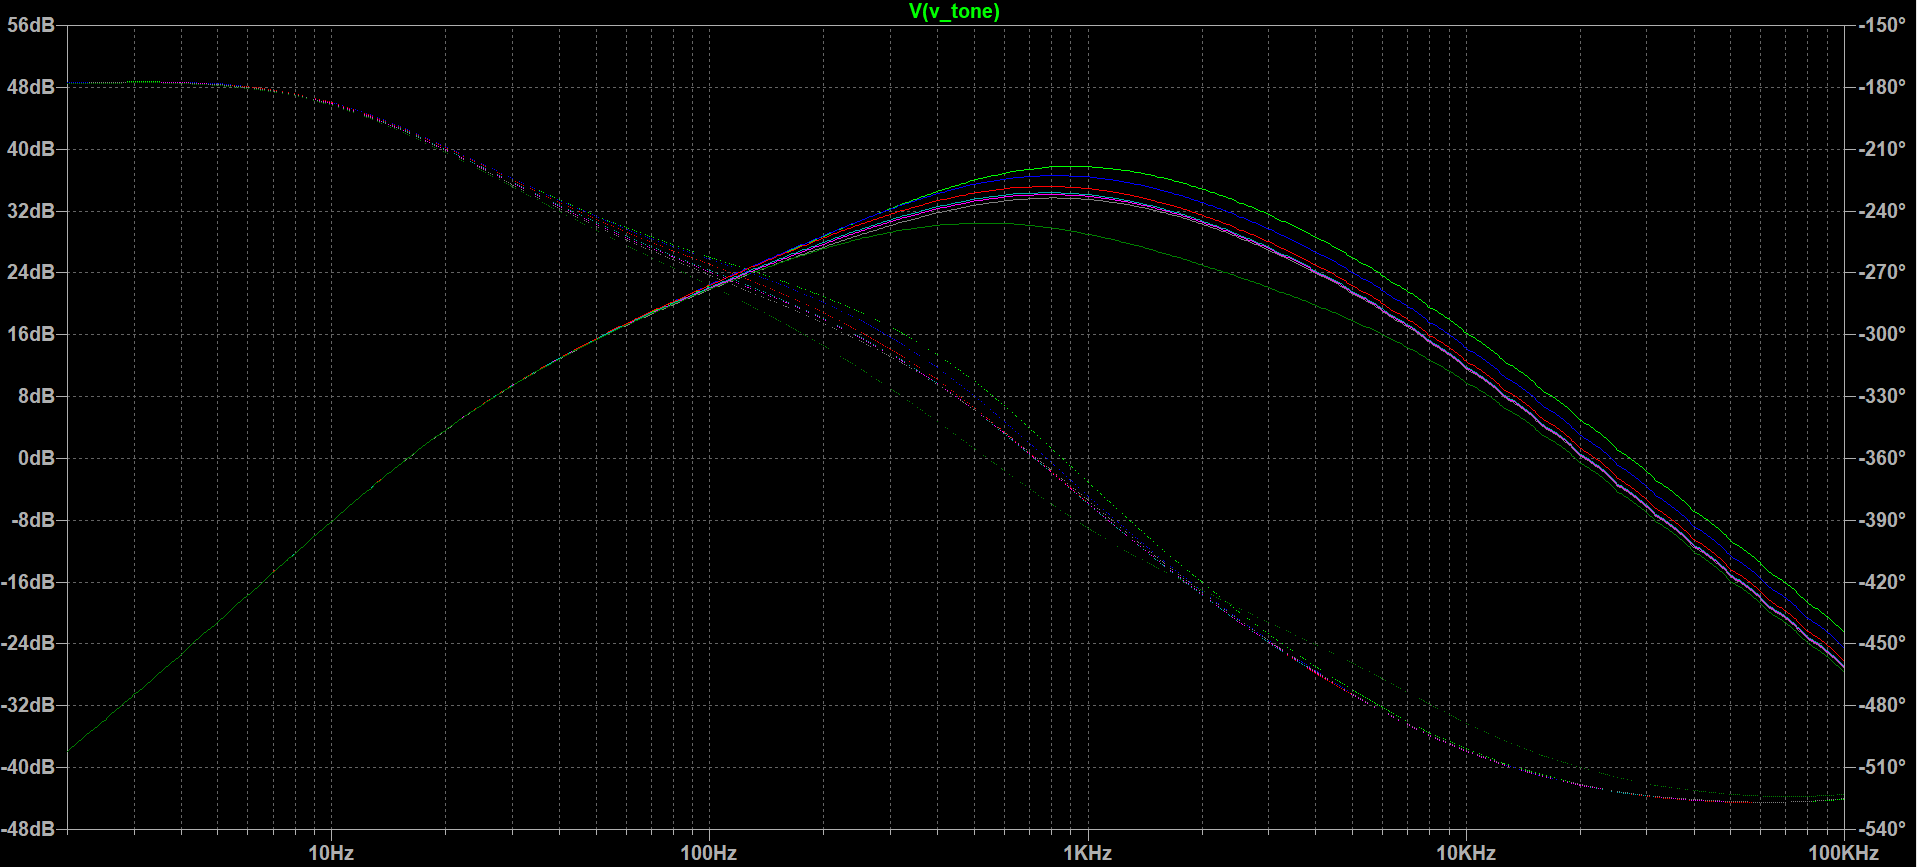 V(v_tone)
56dB -150°
48dB -180°
40dB -210°
32dB -240°
24dB -270°
16dB -300°
8dB -330°
0dB -360°
-8dB -390°
-16dB -420°
-24dB -450°
-32dB -480°
-40dB -510°
-48dB -540°
10Hz 100Hz 1KHz 10KHz 100KHz